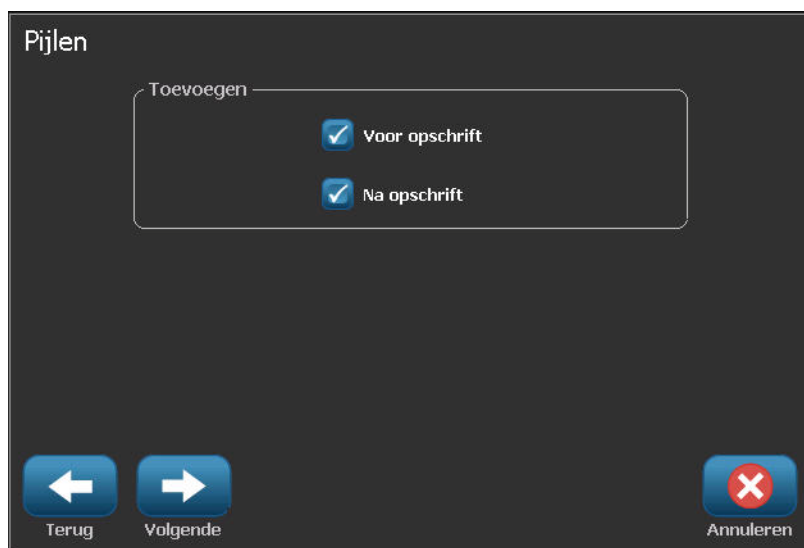 Pijlen
Toevoegen
Voor opschrift
Na opschrift
Terug
Volgende
Annuleren